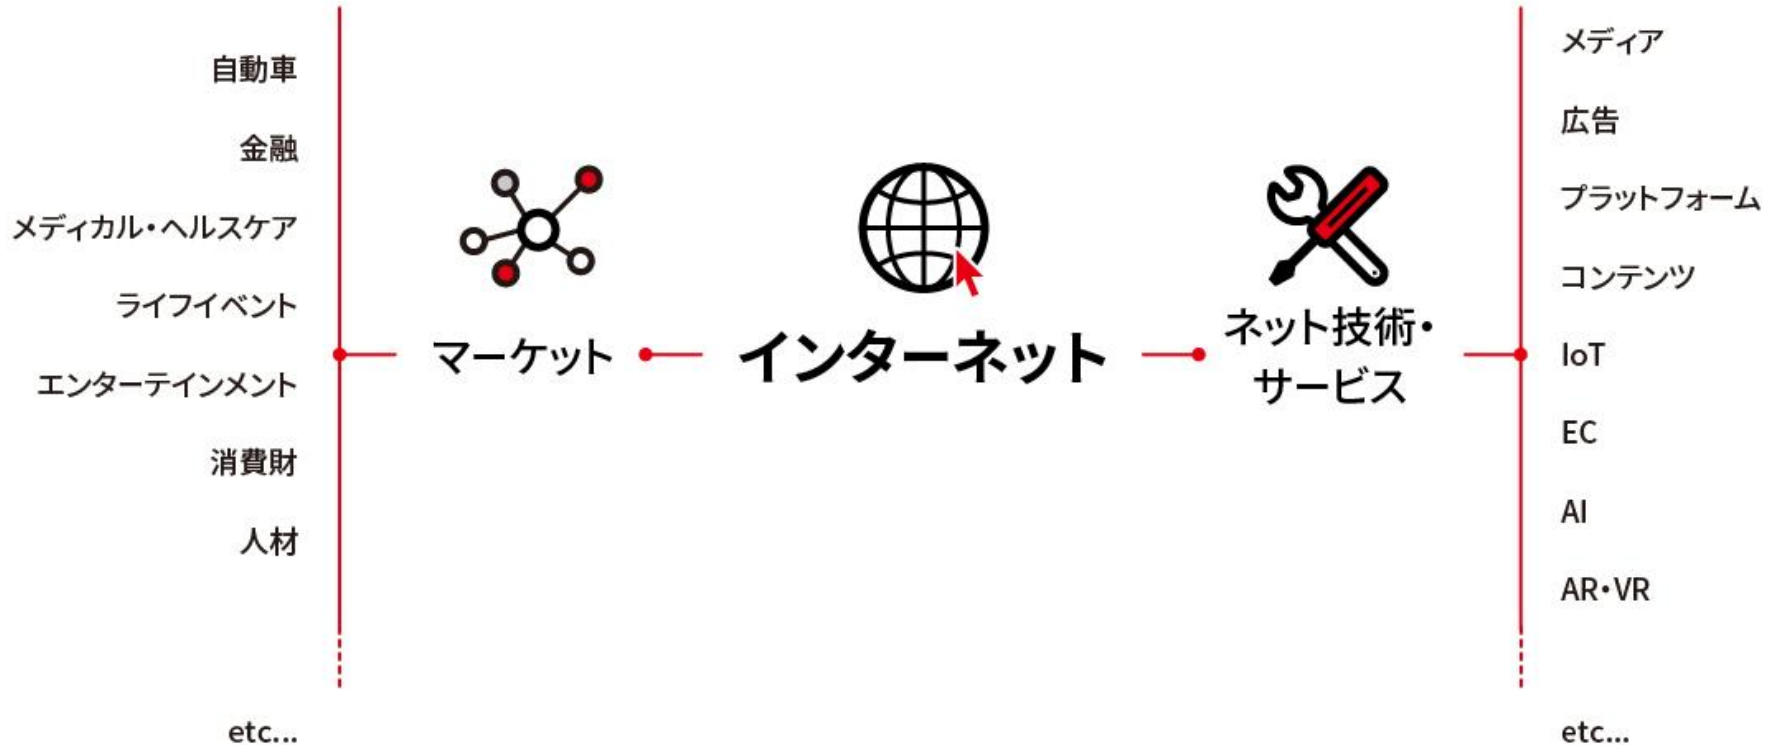 自動車
金融
メディカル・ヘルスケア
ライフイベント
エンターテインメント
消費財
人材
etc...
マーケット
インターネット
ネット技術・
サービス
メディア
広告
プラットフォーム
コンテンツ
IoT
EC
AI
AR・VR
etc...